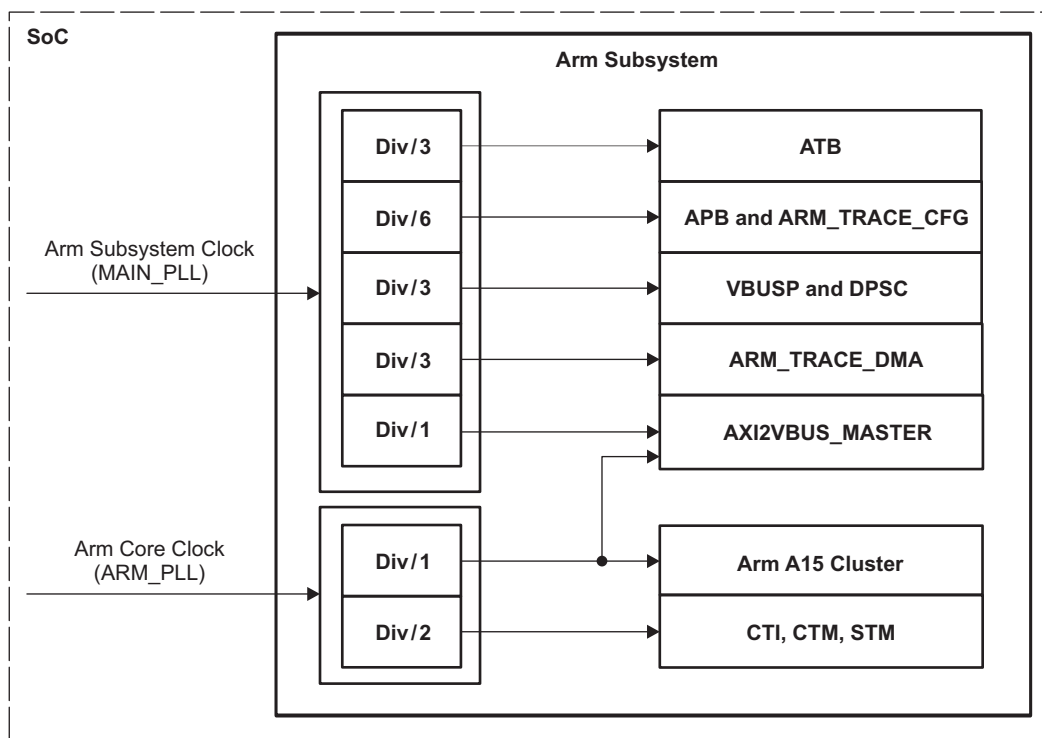 SoC
Arm Subsystem
Div/3
ATB
Div/6
APB and ARM_TRACE_CFG
Arm Subsystem Clock
(MAIN_PLL)
Div/3
VBUSP and DPSC
Div/3
ARM_TRACE_DMA
Div/1
AXI2VBUS_MASTER
Arm Core Clock
(ARM_PLL)
Div/1
Arm A15 Cluster
Div/2
CTI, CTM, STM